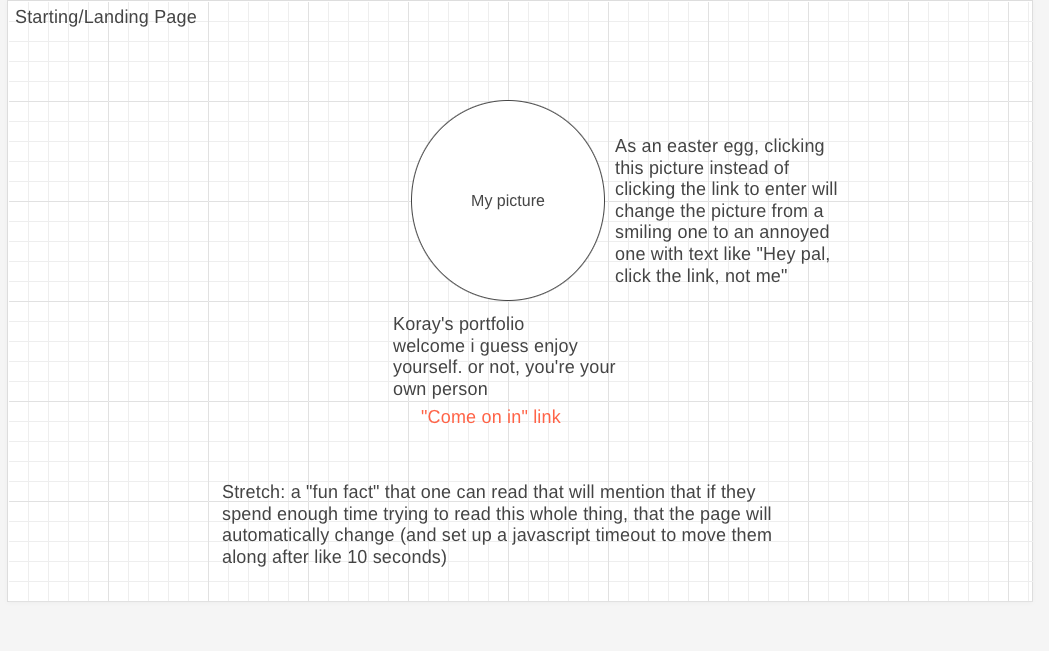 Starting/Landing Page
My picture
As an easter egg, clicking
this picture instead of
clicking the link to enter will
change the picture from a
smiling one to an annoyed
one with text like "Hey pal,
click the link, not me"
Koray's portfolio
welcome i guess enjoy
yourself. or not, you're your
own person
"Come on in" link
Stretch: a "fun fact" that one can read that will mention that if they
spend enough time trying to read this whole thing, that the page will
automatically change (and set up a javascript timeout to move them
along after like 10 seconds)